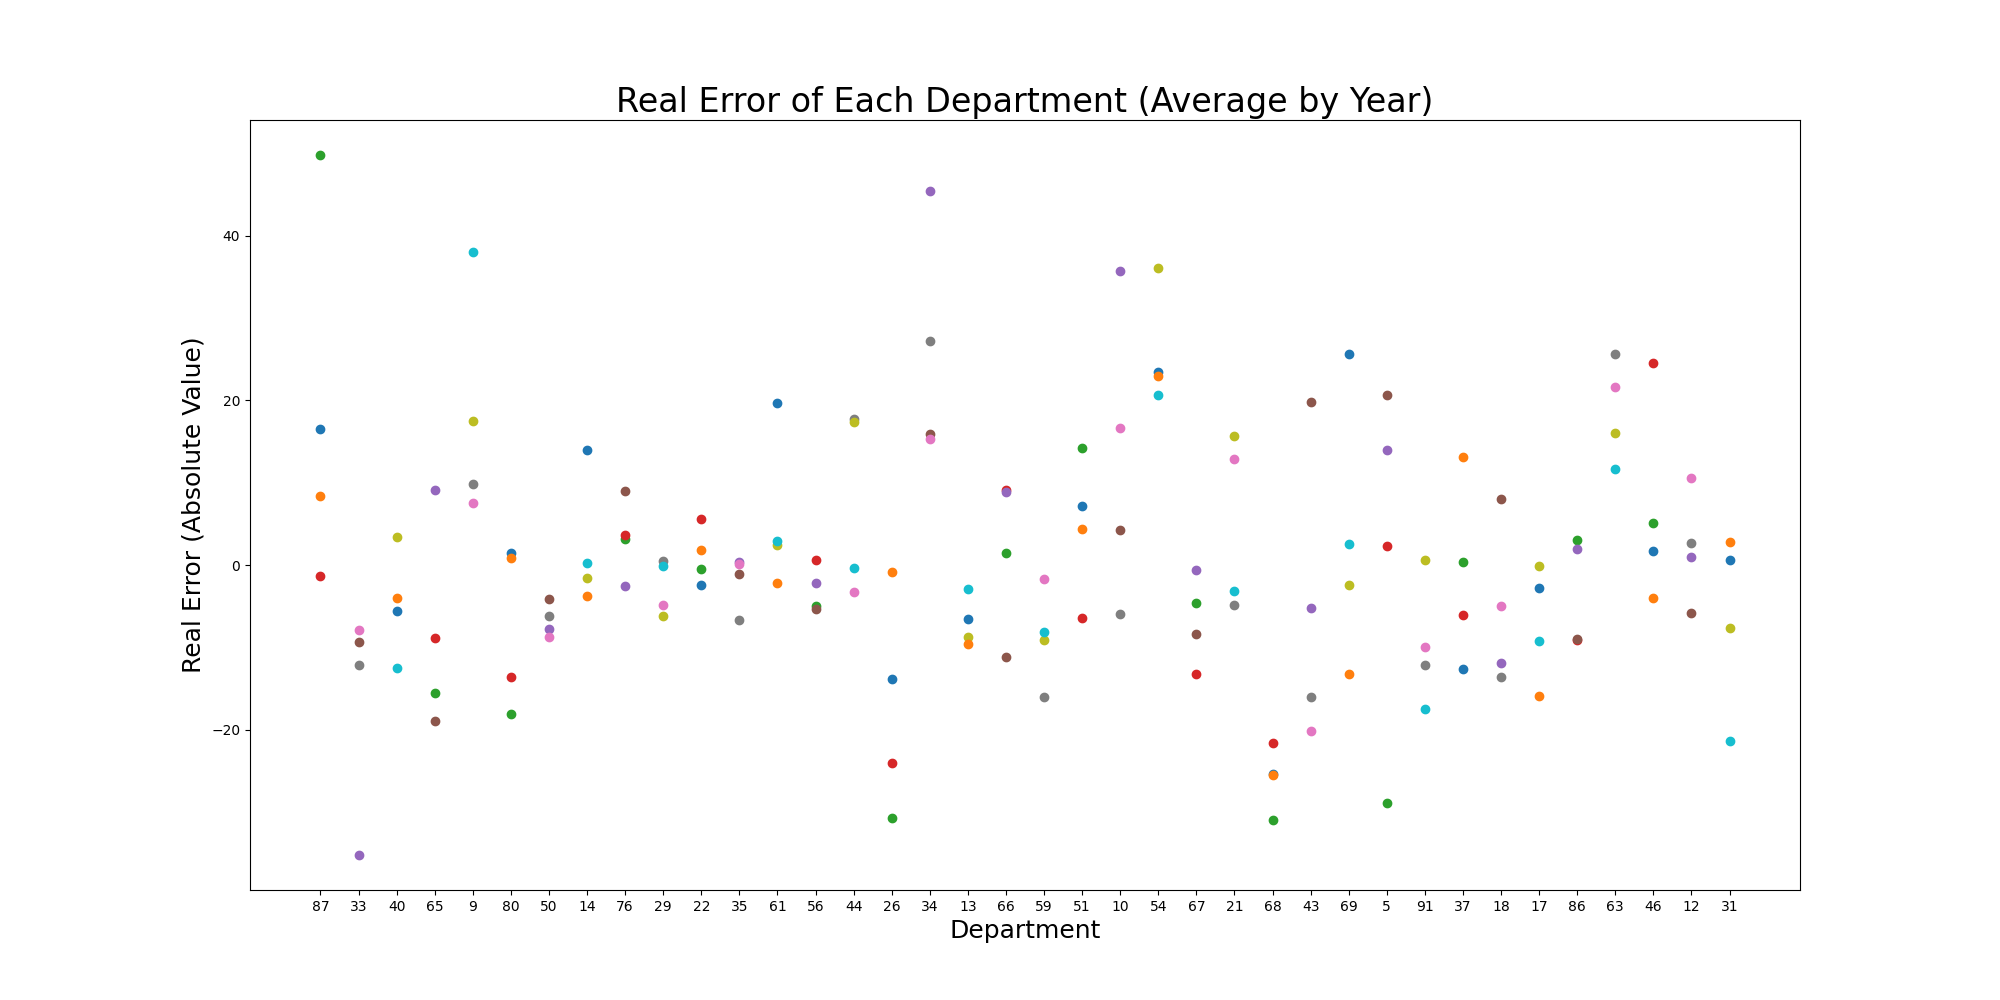 Real Error of Each Department (Average by Year)
Real Error (Absolute Value)
40
20
0
−20
87 33 40 65 9 80 50 14 76 29 22 35 61 56 44 26 34 13 66 59 51 10 54 67 21 68 43 69 5 91 37 18 17 86 63 46 12 31
Department